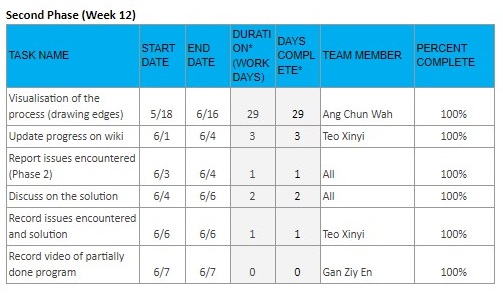 Second Phase (Week 12)
TASK NAME START DATE END DATE DURATI ON* (WORK DAYS) DAYS COMPL ETE* TEAM MEMBER PERCENT COMPLETE
Visualisation of the
process (drawing edges) 5/18 6/16 29 29 Ang Chun Wah 100%
Update progress on wiki 6/1 6/4 3 3 Teo Xinyi 100%
Report issues encountered
(Phase 2) 6/3 6/4 1 1 All 100%
Discuss on the solution 6/4 6/6 2 2 All 100%
Record issues encountered
and solution 6/6 6/6 1 1 Teo Xinyi 100%
Record video of partially
done program 6/7 6/7 0 0 Gan Ziy En 100%